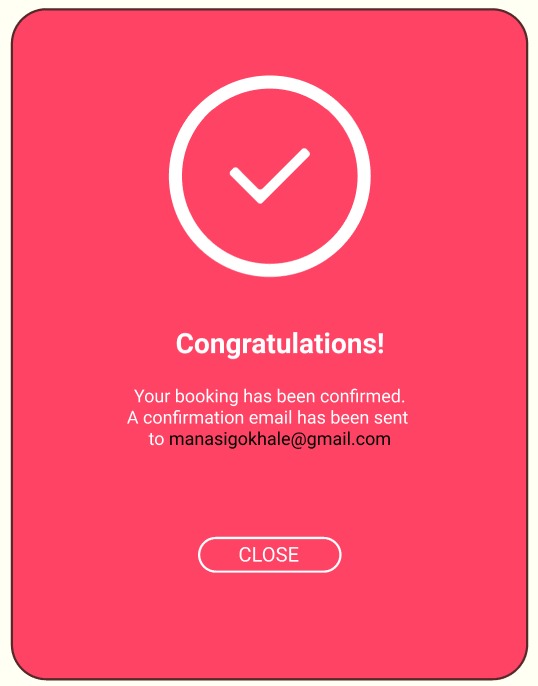 Congratulations!
Your booking has been confirmed.
A confirmation email has been sent
to manasigokhale@gmail.com
CLOSE